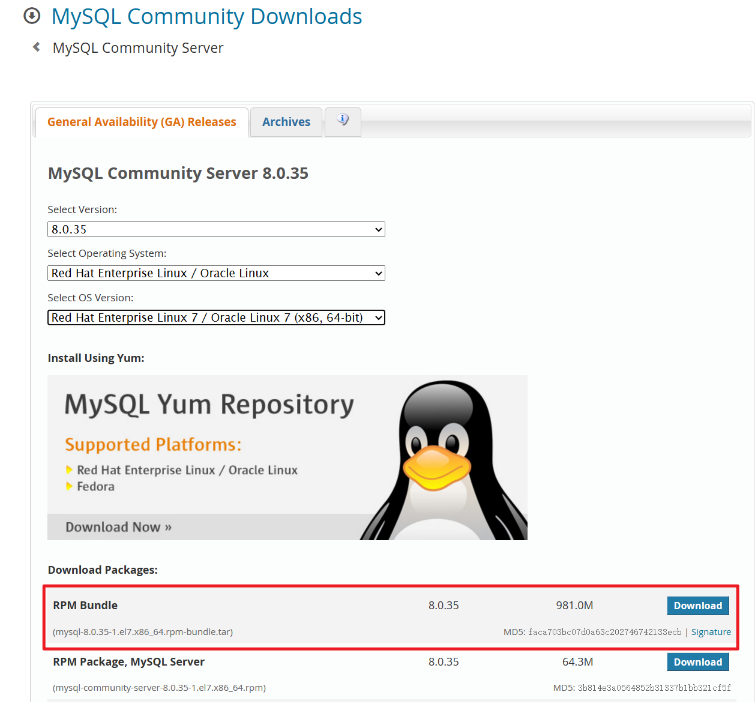 MySQL Community Downloads
MySQL Community Server
General Availability (GA) Releases Archives
MySQL Community Server 8.0.35
Select Version:
8.0.35
Select Operating System:
Red Hat Enterprise Linux / Oracle Linux
Select OS Version:
Red Hat Enterprise Linux 7 / Oracle Linux 7 (x86, 64-bit)
Install Using Yum:
MySQL Yum Repository
Supported Platforms:
Red Hat Enterprise Linux / Oracle Linux
Fedora
Download Now »
Download Packages:
RPM Bundle 8.0.35 981.0M Download
(mysql-8.0.35-1.el7.x86_64.rpm-bundle.tar) MD5: | Signature
RPM Package, MySQL Server 8.0.35 64.3M Download
(mysql-community-server-8.0.35-1.el7.x86_64.rpm) MD5: